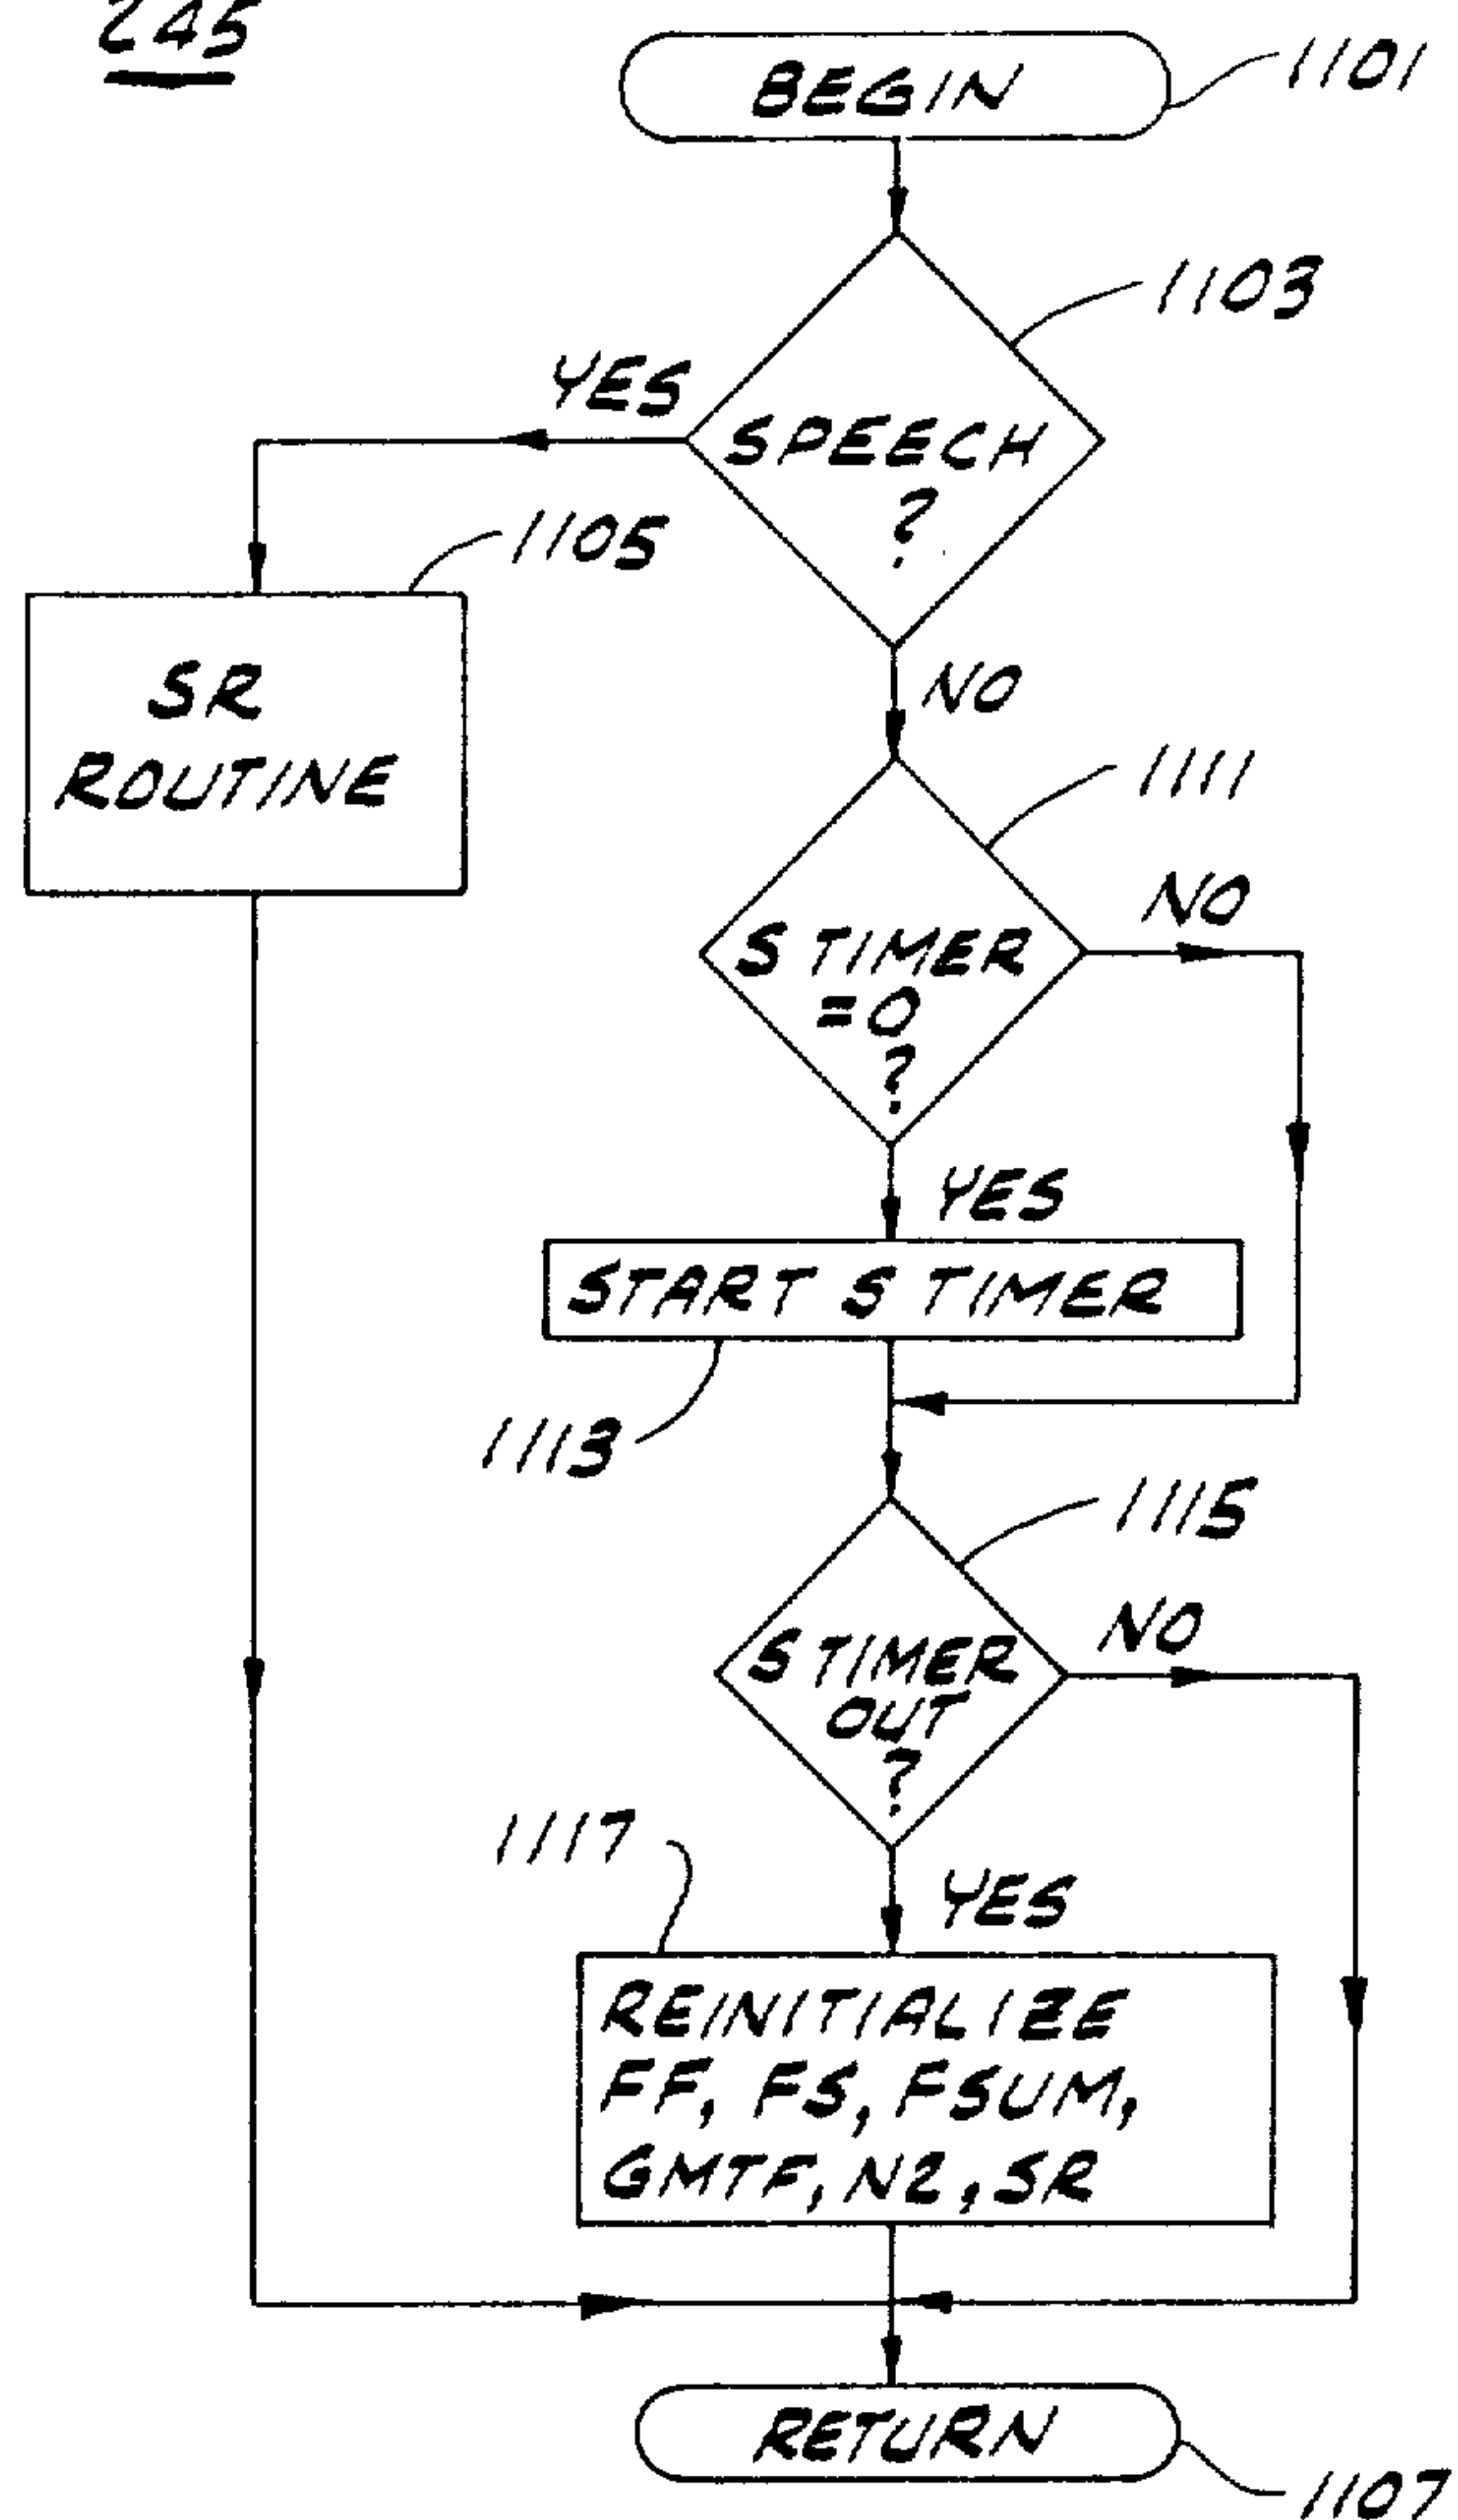 245
BEGIN
1101
1103
YES
SPEECH
?
1105
NO
SR
ROUTINE
1111
NO
S TIMER
=0
?
YES
START S TIMER
1113
1115
NO
S TIMER
OUT
?
1117
YES
REINITIALIZE
FF, FS, FSUM,
GMTF, N2, SR
RETURN
1107